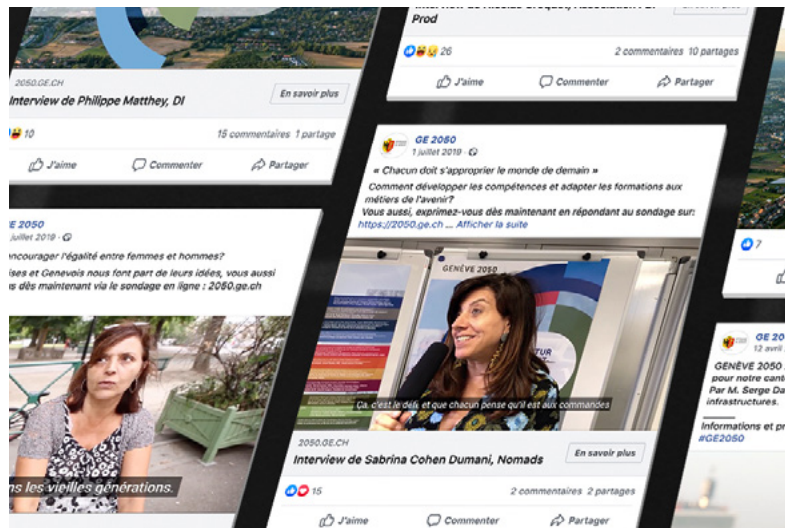 2050.GE.CH
Interview de Philippe Matthey, DI
En savoir plus
10
15 commentaires 1 partage
J'aime
Commenter
Partager
GE 2050
juillet 2019
encourager l'égalité entre femmes et hommes?
ises et Genevois nous font part de leurs idées, vous aussi
dès maintenant via le sondage en ligne : 2050.ge.ch
ns les vieilles générations.
Prod
26
2 commentaires 10 partages
J'aime
Commenter
Partager
GE 2050
1 juillet 2019
« Chacun doit s'approprier le monde de demain »
Comment développer les compétences et adapter les formations aux
métiers de l'avenir?
Vous aussi, exprimez-vous dès maintenant en répondant au sondage sur:
https://2050.ge.ch ... Afficher la suite
GENÈVE 2050
Ça, c'est le défi, et que chacun pense qu'il est aux commandes
2050.GE.CH
Interview de Sabrina Cohen Dumani, Nomads
En savoir plus
15
2 commentaires 2 partages
J'aime
Commenter
Partager
7
GE 20
12 avril
GENÈVE 2050
pour notre cant
Par M. Serge Da
infrastructures.
Informations et pr
#GE2050